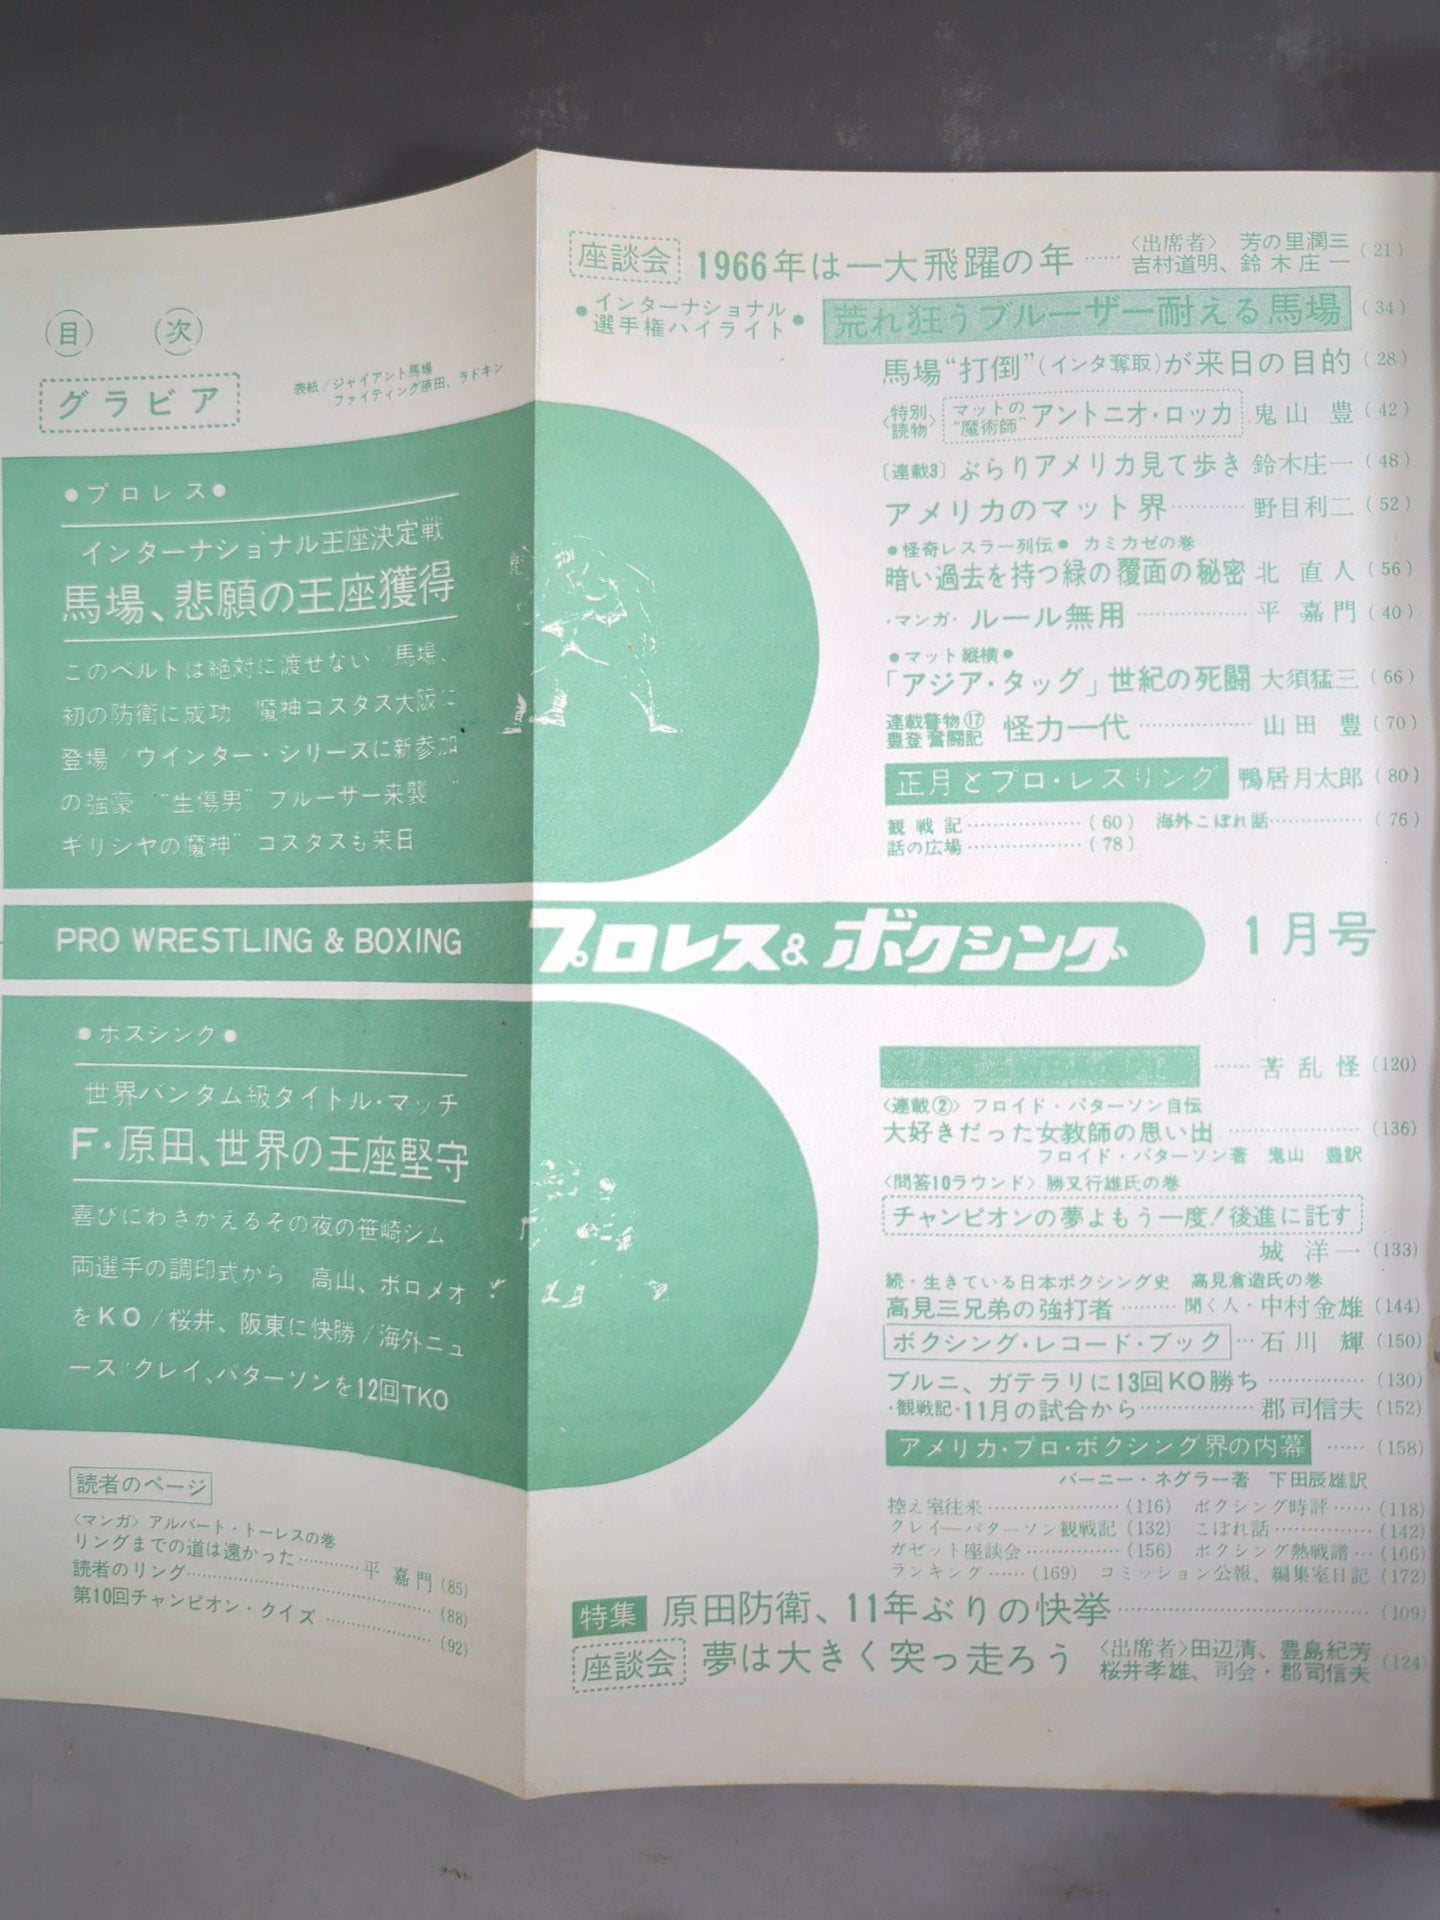 目 次
表紙/ジャイアント馬場
ファイティング原田、ラドキン
グラビア
●プロレス●
インターナショナル王座決定戦
馬場、悲願の王座獲得
このベルトは絶対に渡せない/馬場、
初の防衛に成功 魔神コスタス大阪に
登場/ウインター・シリーズに新参加
の強豪 “生傷男” ブルーザー来襲 “
ギリシヤの魔神” コスタスも来日
PRO WRESTLING & BOXING
●ボスシング●
世界バンタム級タイトル・マッチ
F・原田、世界の王座堅守
喜びにわきかえるその夜の笹崎ジム
両選手の調印式から 高山、ボロメオ
をKO/桜井、阪東に快勝/海外ニュ
ース クレイ、パターソンを12回TKO
読者のページ
〈マンガ〉アルバート・トーレスの巻
リングまでの道は遠かった…………平 嘉門(85)
読者のリング……………………………(88)
第10回チャンピオン・クイズ……………(92)
座談会 1966年は一大飛躍の年……〈出席者〉芳の里潤三
吉村道明、鈴木庄一(21)
●インターナショナル
選手権ハイライト● 荒れ狂うブルーザー耐える馬場(34)
馬場“打倒”(インタ奪取)が来日の目的(28)
〈特別読物〉マットの“魔術師”アントニオ・ロッカ 鬼山 豊(42)
〔連載3〕ぶらりアメリカ見て歩き 鈴木庄一(48)
アメリカのマット界…………野目利二(52)
●怪奇レスラー列伝● カミカゼの巻
暗い過去を持つ緑の覆面の秘密 北 直人(56)
・マンガ・ ルール無用………………平 嘉門(40)
●マット縦横●
「アジア・タッグ」世紀の死闘 大須猛三(66)
連載読物⑰
豊登奮闘記 怪力一代………………山田 豊(70)
正月とプロ・レスリング 鴨居月太郎(80)
観戦記………………(60) 海外こぼれ話……………(76)
話の広場………………(78)
プロレス&ボクシング 1月号
……苦乱怪(120)
〈連載②〉フロイド・パターソン自伝
大好きだった女教師の思い出…………………(136)
フロイド・パターソン著 鬼山 豊訳
〈問答10ラウンド〉勝又行雄氏の巻
チャンピオンの夢よもう一度!後進に託す
城 洋一(133)
続・生きている日本ボクシング史 高見倉造氏の巻
高見三兄弟の強打者………聞く人・中村金雄(144)
ボクシング・レコード・ブック…石川 輝(150)
ブルニ、ガテラリに13回KO勝ち……………(130)
・観戦記・11月の試合から………………郡司信夫(152)
アメリカ・プロ・ボクシング界の内幕……(158)
バーニー・ネグラー著 下田辰雄訳
控え室往来…………………(116) ボクシング時評……(118)
クレイ―パターソン観戦記(132) こぼれ話……………(142)
ガゼット座談会……………(156) ボクシング熱戦譜…(166)
ランキング……(169) コミッション公報、編集室日記(172)
特集 原田防衛、11年ぶりの快挙………………………………(109)
座談会 夢は大きく突っ走ろう 〈出席者〉田辺清、豊島紀芳
桜井孝雄、司会・郡司信夫(124)